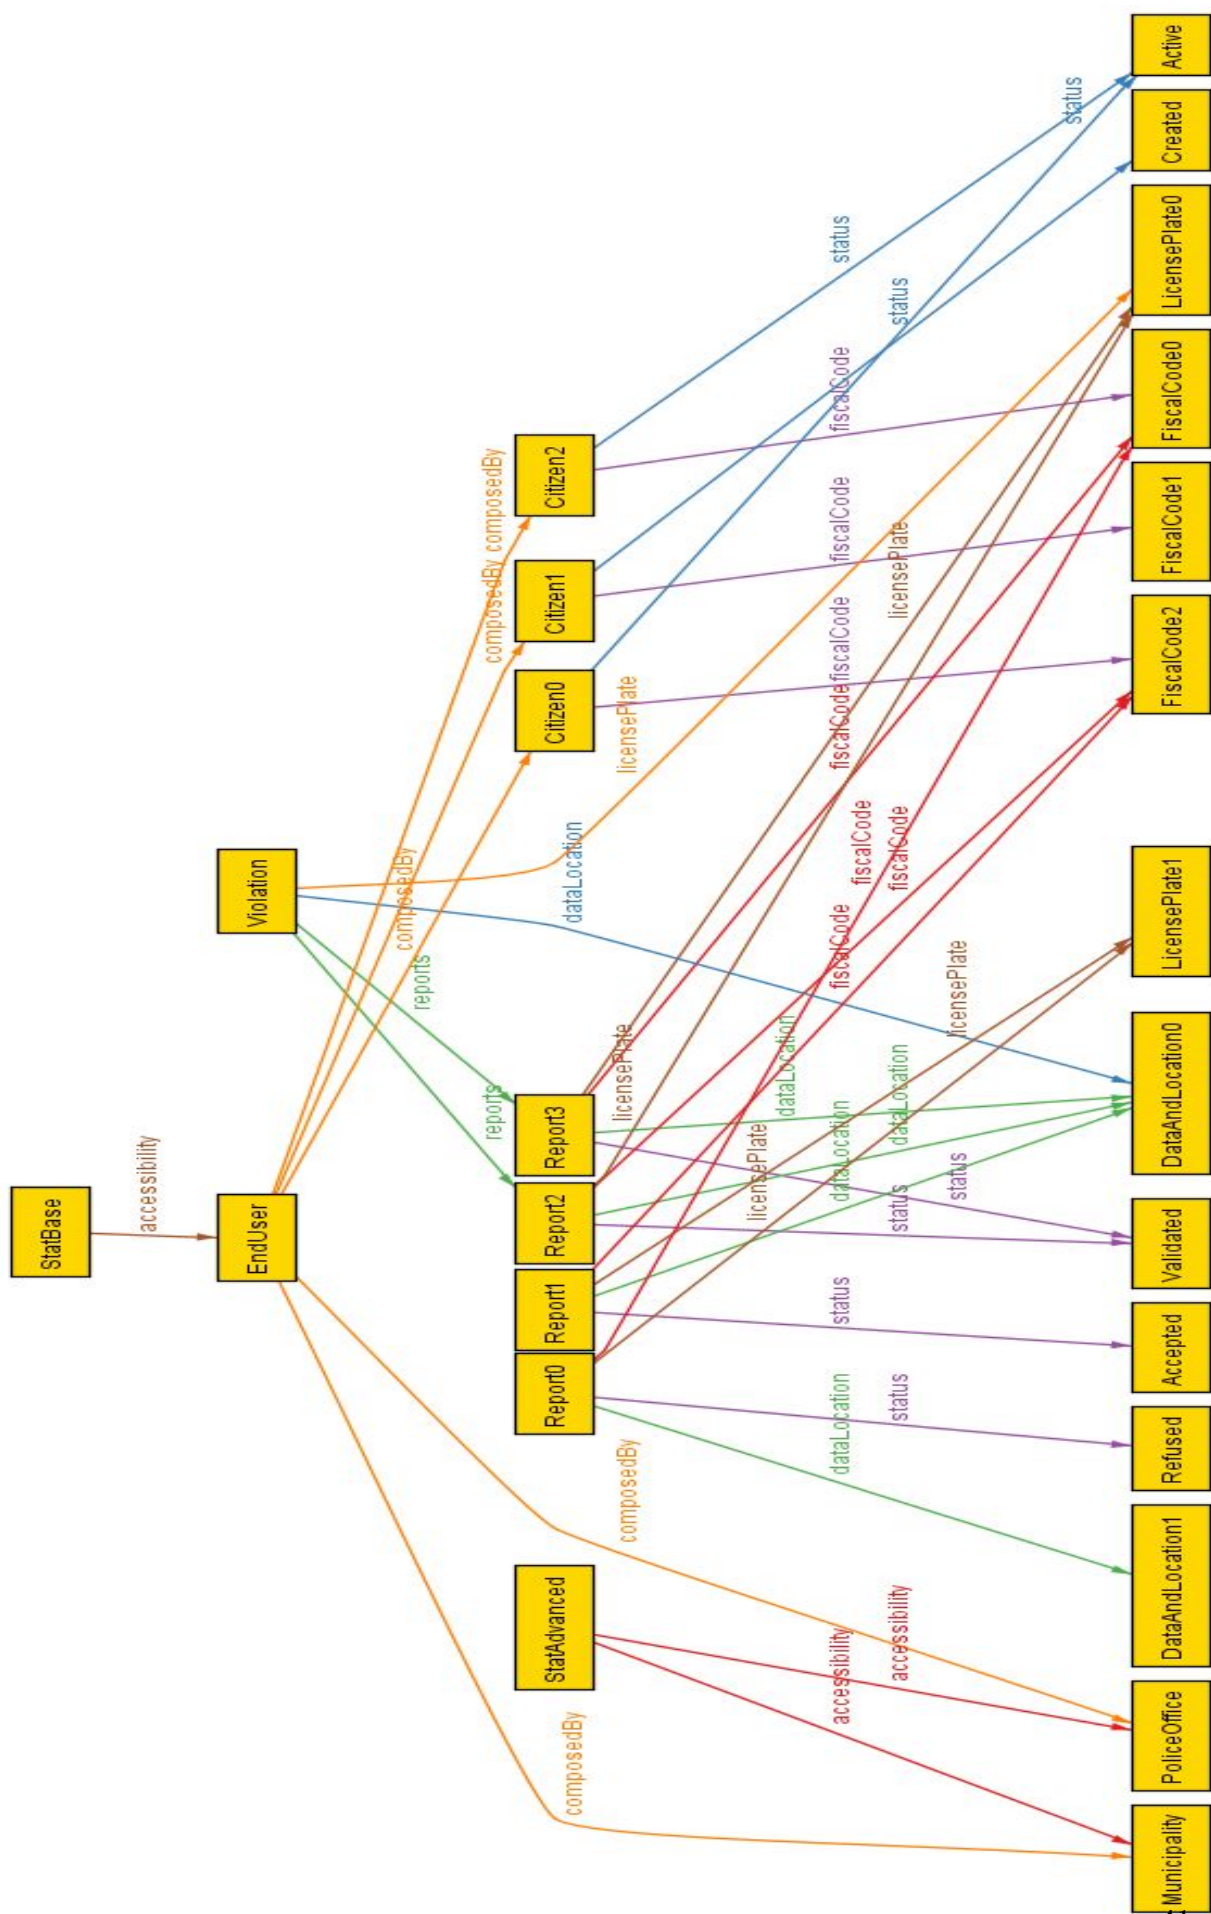 StatBase
accessibility
EndUser
Violation
composedBy
reports
reports
composedBy
composedBy
StatAdvanced
Report0
Report1
Report2
Report3
Citizen0
Citizen1
Citizen2
composedBy
dataLocation
composedBy
licensePlate
licensePlate
licensePlate
dataLocation
accessibility
dataLocation
status
dataLocation
fiscalCode
fiscalCode
fiscalCode
fiscalCode
fiscalCode
status
fiscalCode
accessibility
status
status
dataLocation
fiscalCode
licensePlate
status
status
licensePlate
status
Municipality
PoliceOffice
DataAndLocation1
Refused
Accepted
Validated
DataAndLocation0
LicensePlate1
FiscalCode2
FiscalCode1
FiscalCode0
LicensePlate0
Created
Active